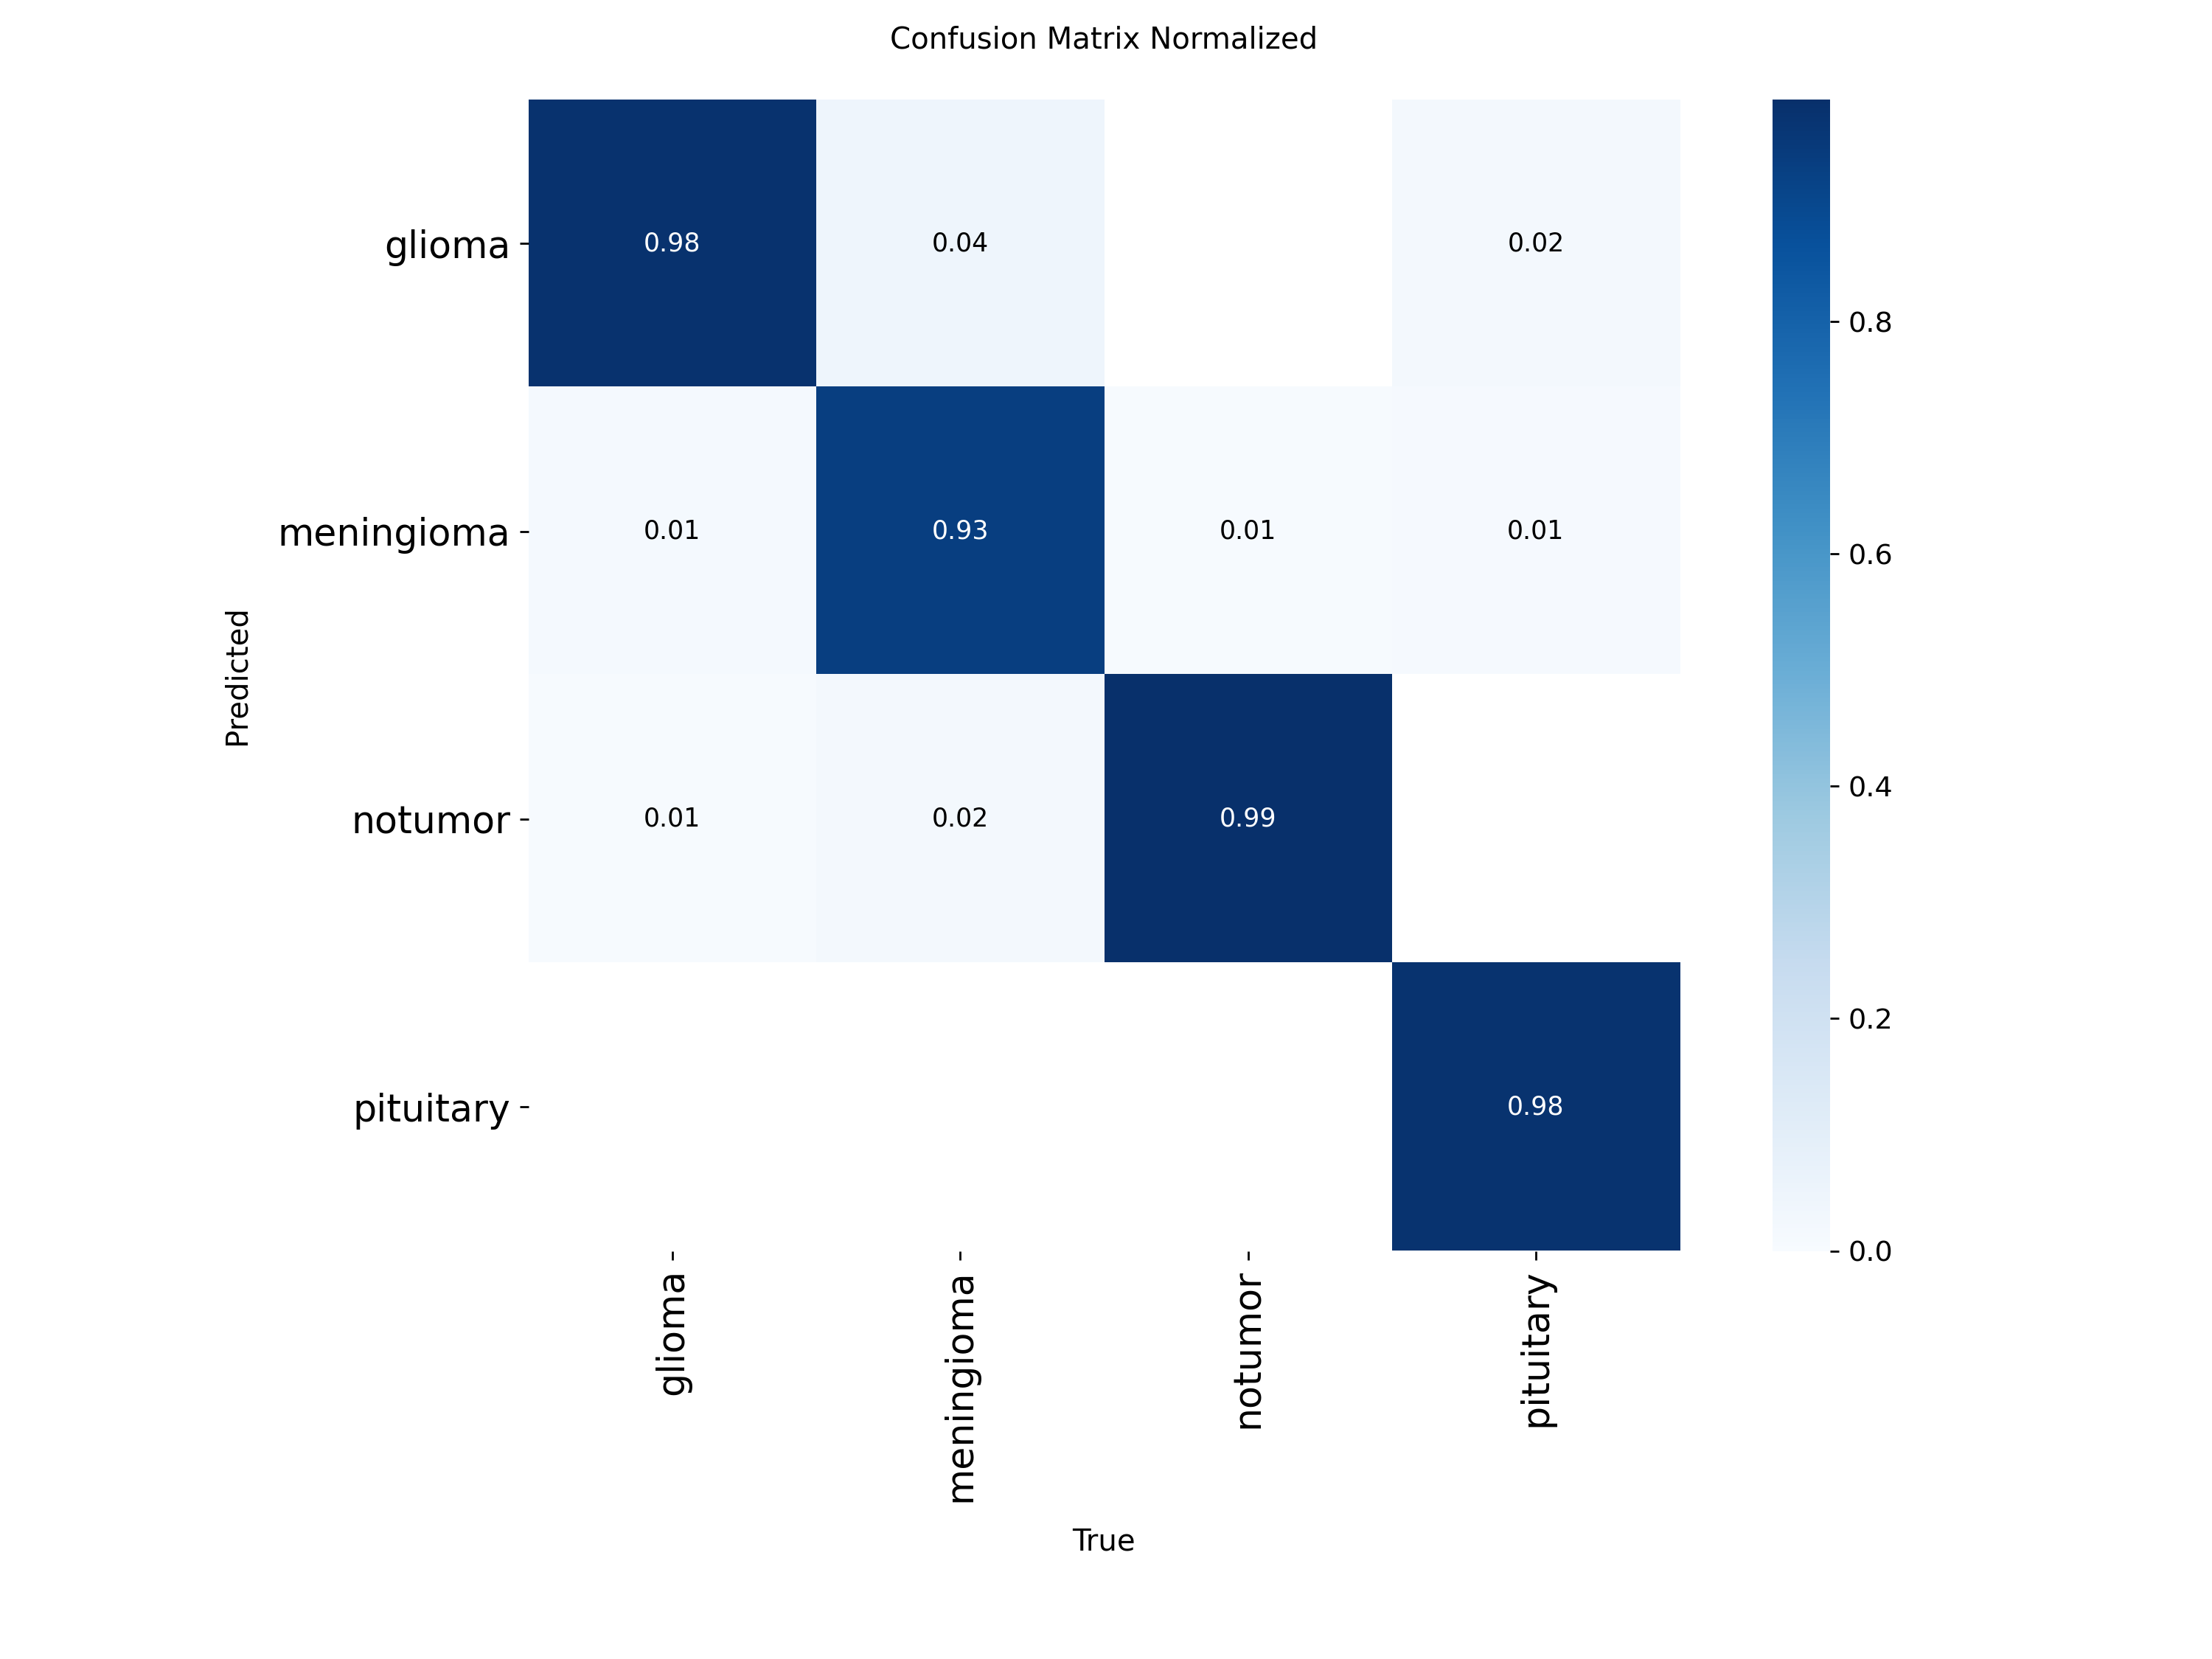 Confusion Matrix Normalized
glioma 0.98 0.04 0.02
meningioma 0.01 0.93 0.01 0.01
notumor 0.01 0.02 0.99
pituitary 0.98
Predicted
glioma meningioma notumor pituitary
True
0.8
0.6
0.4
0.2
0.0